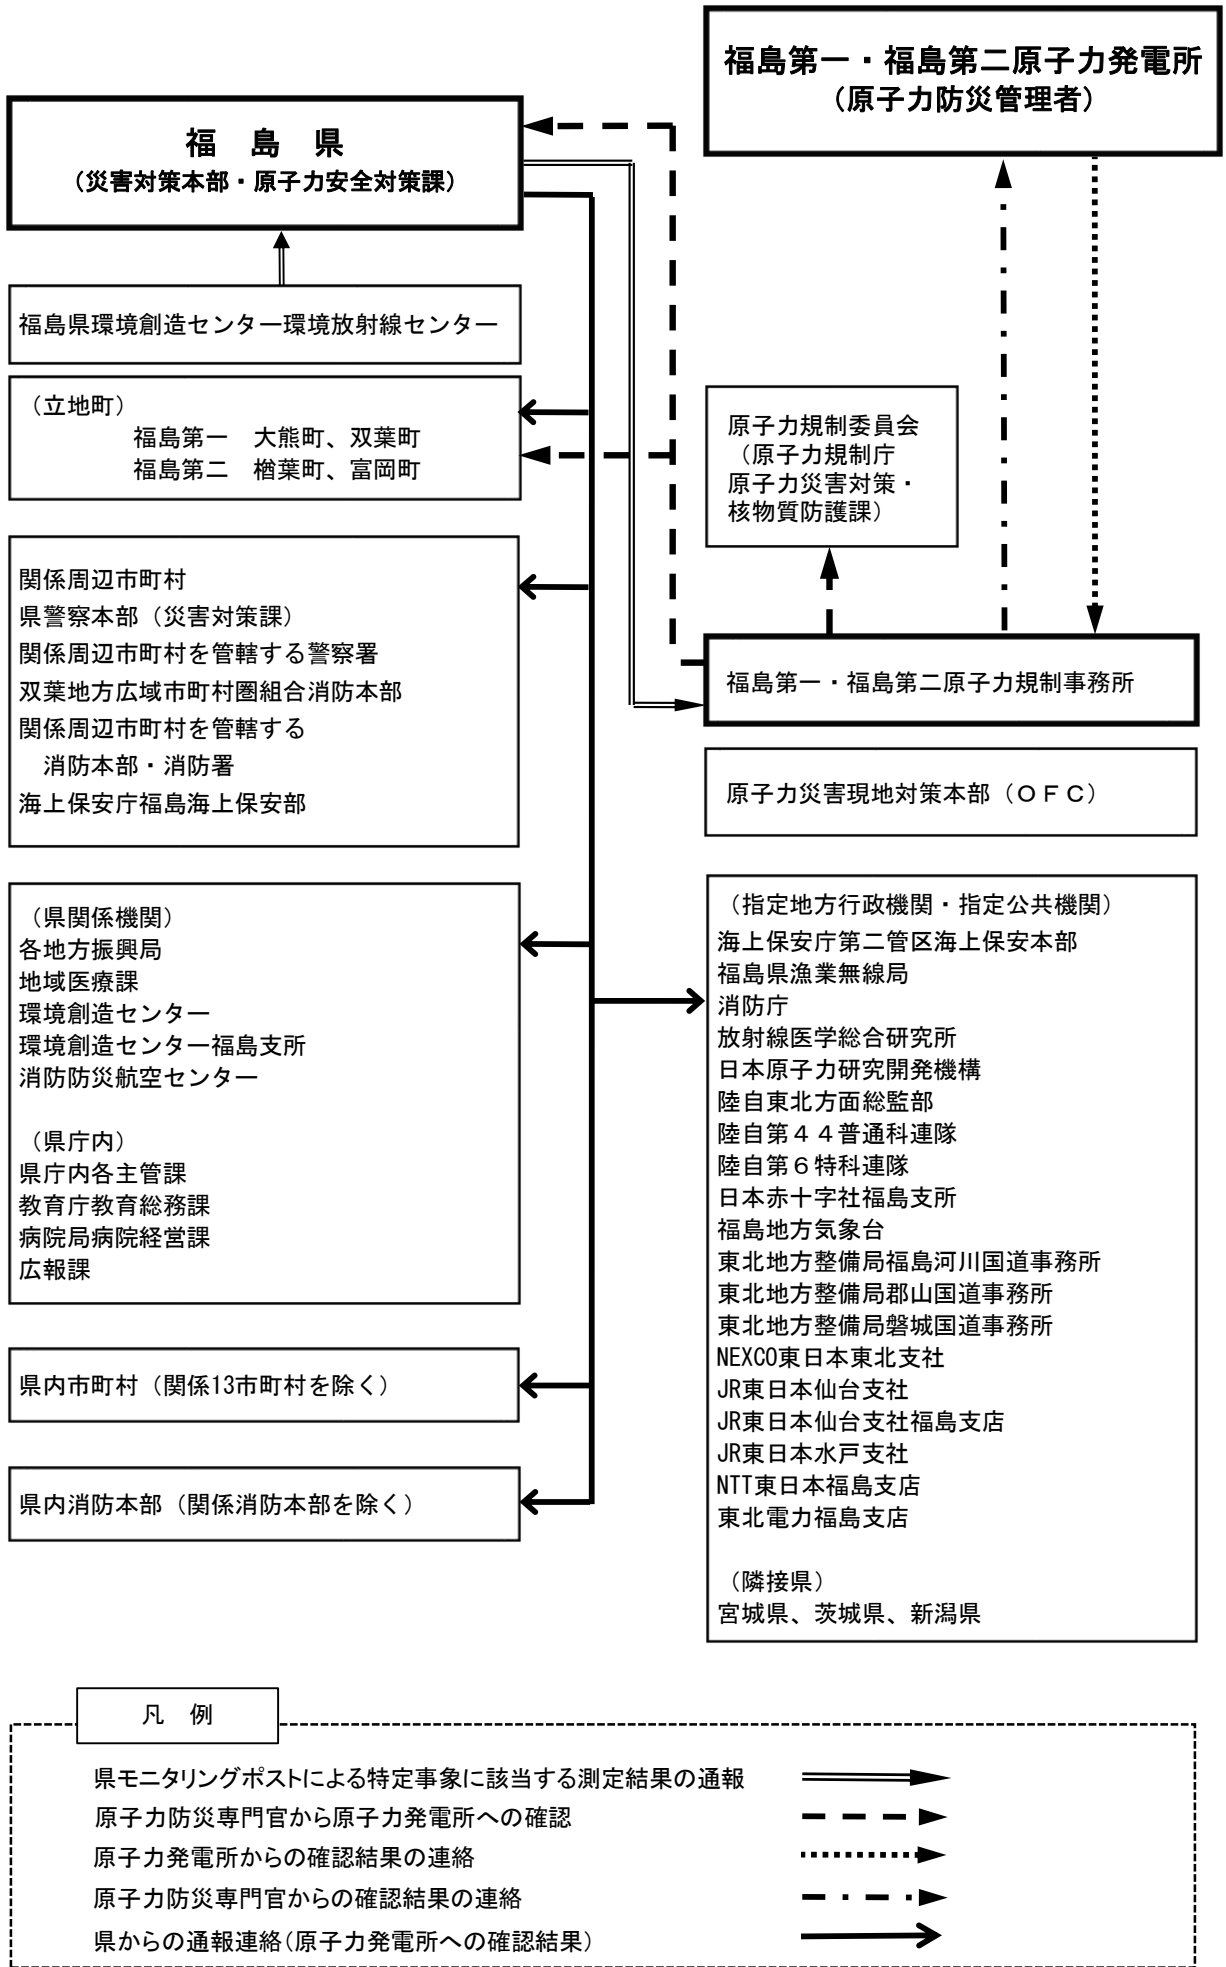 福島第一・福島第二原子力発電所
（原子力防災管理者）
福　島　県
（災害対策本部・原子力安全対策課）
福島県環境創造センター環境放射線センター
（立地町）
福島第一　大熊町、双葉町
福島第二　楢葉町、富岡町
関係周辺市町村
県警察本部（災害対策課）
関係周辺市町村を管轄する警察署
双葉地方広域市町村圏組合消防本部
関係周辺市町村を管轄する
消防本部・消防署
海上保安庁福島海上保安部
（県関係機関）
各地方振興局
地域医療課
環境創造センター
環境創造センター福島支所
消防防災航空センター
（県庁内）
県庁内各主管課
教育庁教育総務課
病院局病院経営課
広報課
県内市町村（関係13市町村を除く）
県内消防本部（関係消防本部を除く）
原子力規制委員会
（原子力規制庁
原子力災害対策・
核物質防護課）
福島第一・福島第二原子力規制事務所
原子力災害現地対策本部（ＯＦＣ）
（指定地方行政機関・指定公共機関）
海上保安庁第二管区海上保安本部
福島県漁業無線局
消防庁
放射線医学総合研究所
日本原子力研究開発機構
陸自東北方面総監部
陸自第４４普通科連隊
陸自第６特科連隊
日本赤十字社福島支所
福島地方気象台
東北地方整備局福島河川国道事務所
東北地方整備局郡山国道事務所
東北地方整備局磐城国道事務所
NEXCO東日本東北支社
JR東日本仙台支社
JR東日本仙台支社福島支店
JR東日本水戸支社
NTT東日本福島支店
東北電力福島支店
（隣接県）
宮城県、茨城県、新潟県
凡　例
県モニタリングポストによる特定事象に該当する測定結果の通報
原子力防災専門官から原子力発電所への確認
原子力発電所からの確認結果の連絡
原子力防災専門官からの確認結果の連絡
県からの通報連絡（原子力発電所への確認結果）